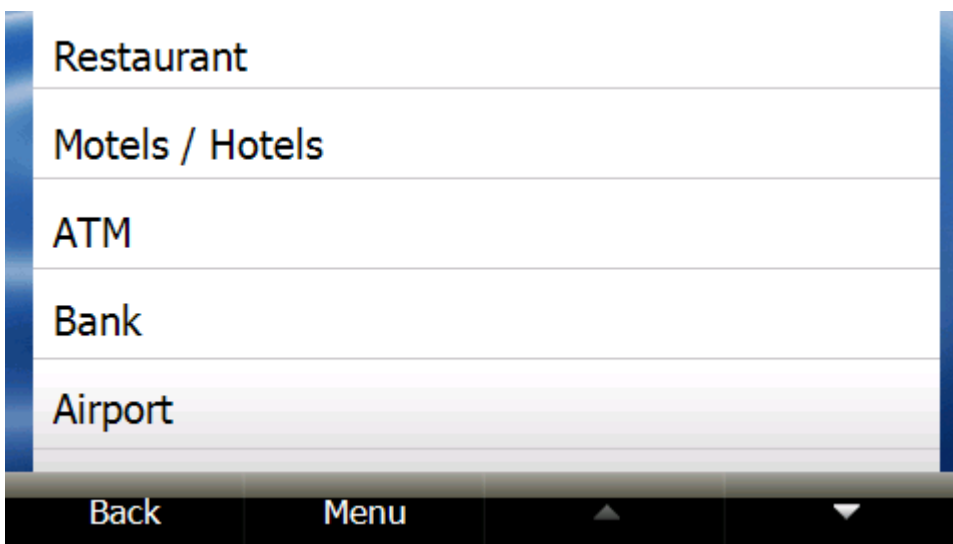 Restaurant
Motels / Hotels
ATM
Bank
Airport
Back Menu